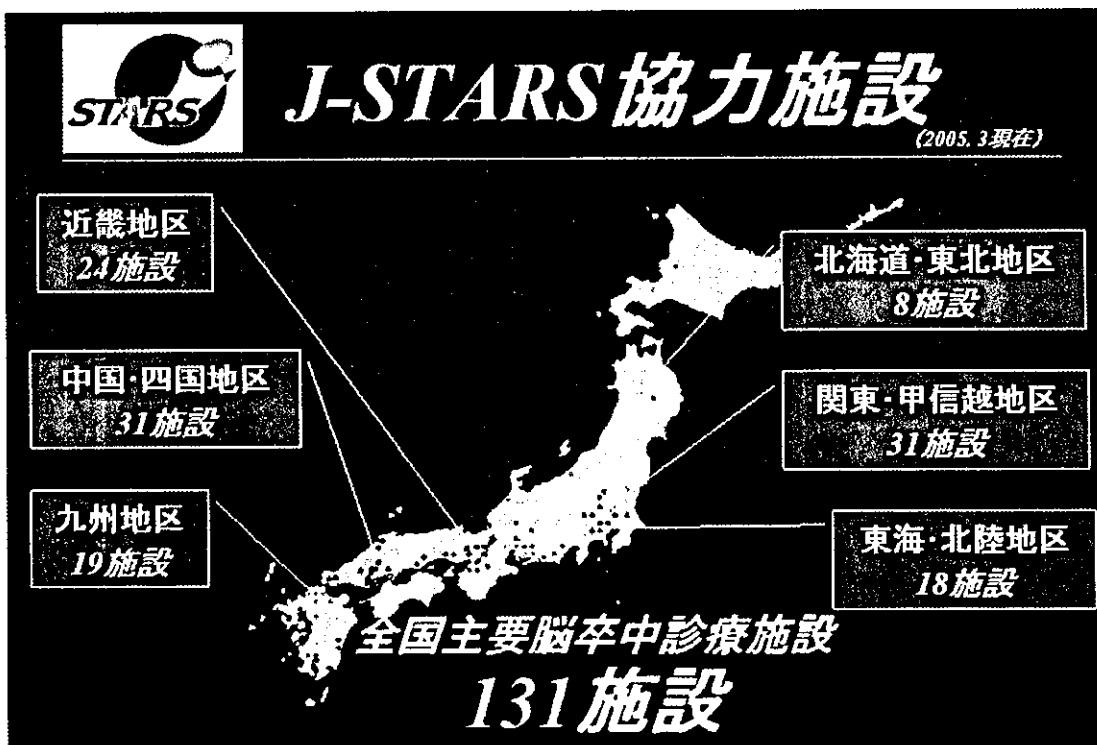 STARS
J-STARS協力施設
(2005. 3現在)
近畿地区
24施設
北海道・東北地区
8施設
中国・四国地区
31施設
関東・甲信越地区
31施設
九州地区
19施設
東海・北陸地区
18施設
全国主要脳卒中診療施設
131施設